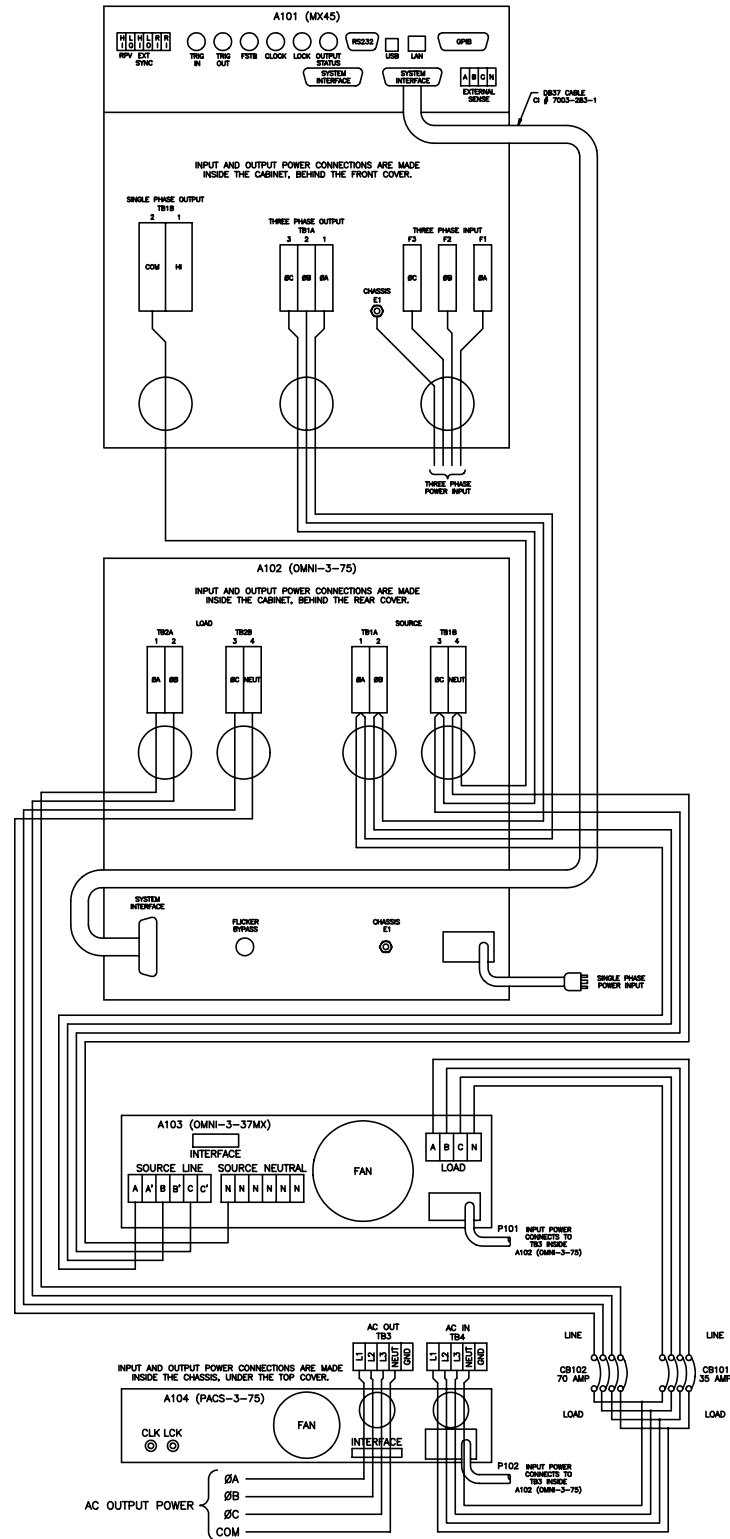 A101 (MX45)
HI LO HI LO RI RI
RPV EXT SYNC
TRIG IN
TRIG OUT
FSTB
CLOCK
LOCK
OUTPUT STATUS
RS232
USB
LAN
GPIB
SYSTEM INTERFACE
SYSTEM INTERFACE
A B C N
EXTERNAL SENSE
DB37 CABLE
CI # 7003-283-1
INPUT AND OUTPUT POWER CONNECTIONS ARE MADE
INSIDE THE CABINET, BEHIND THE FRONT COVER.
SINGLE PHASE OUTPUT
TB1B
2 1
COM HI
THREE PHASE OUTPUT
TB1A
3 2 1
ØC ØB ØA
CHASSIS
E1
THREE PHASE INPUT
F3 F2 F1
ØC ØB ØA
THREE PHASE
POWER INPUT
A102 (OMNI-3-75)
INPUT AND OUTPUT POWER CONNECTIONS ARE MADE
INSIDE THE CABINET, BEHIND THE REAR COVER.
LOAD
SOURCE
TB2A
1 2
ØA ØB
TB2B
3 4
ØC NEUT
TB1A
1 2
ØA ØB
TB1B
3 4
ØC NEUT
SYSTEM
INTERFACE
FLICKER
BYPASS
CHASSIS
E1
SINGLE PHASE
POWER INPUT
A103 (OMNI-3-37MX)
INTERFACE
SOURCE LINE
A A' B B' C C'
SOURCE NEUTRAL
N N N N N N
FAN
A B C N
LOAD
P101 INPUT POWER
CONNECTS TO
TB3 INSIDE
A102 (OMNI-3-75)
AC OUT
TB3
L1 L2 L3 NEUT GND
AC IN
TB4
L1 L2 L3 NEUT GND
LINE
LINE
CB102
70 AMP
CB101
35 AMP
LOAD
LOAD
INPUT AND OUTPUT POWER CONNECTIONS ARE MADE
INSIDE THE CHASSIS, UNDER THE TOP COVER.
A104 (PACS-3-75)
CLK LCK
FAN
INTERFACE
P102 INPUT POWER
CONNECTS TO
TB3 INSIDE
A102 (OMNI-3-75)
AC OUTPUT POWER
ØA
ØB
ØC
COM